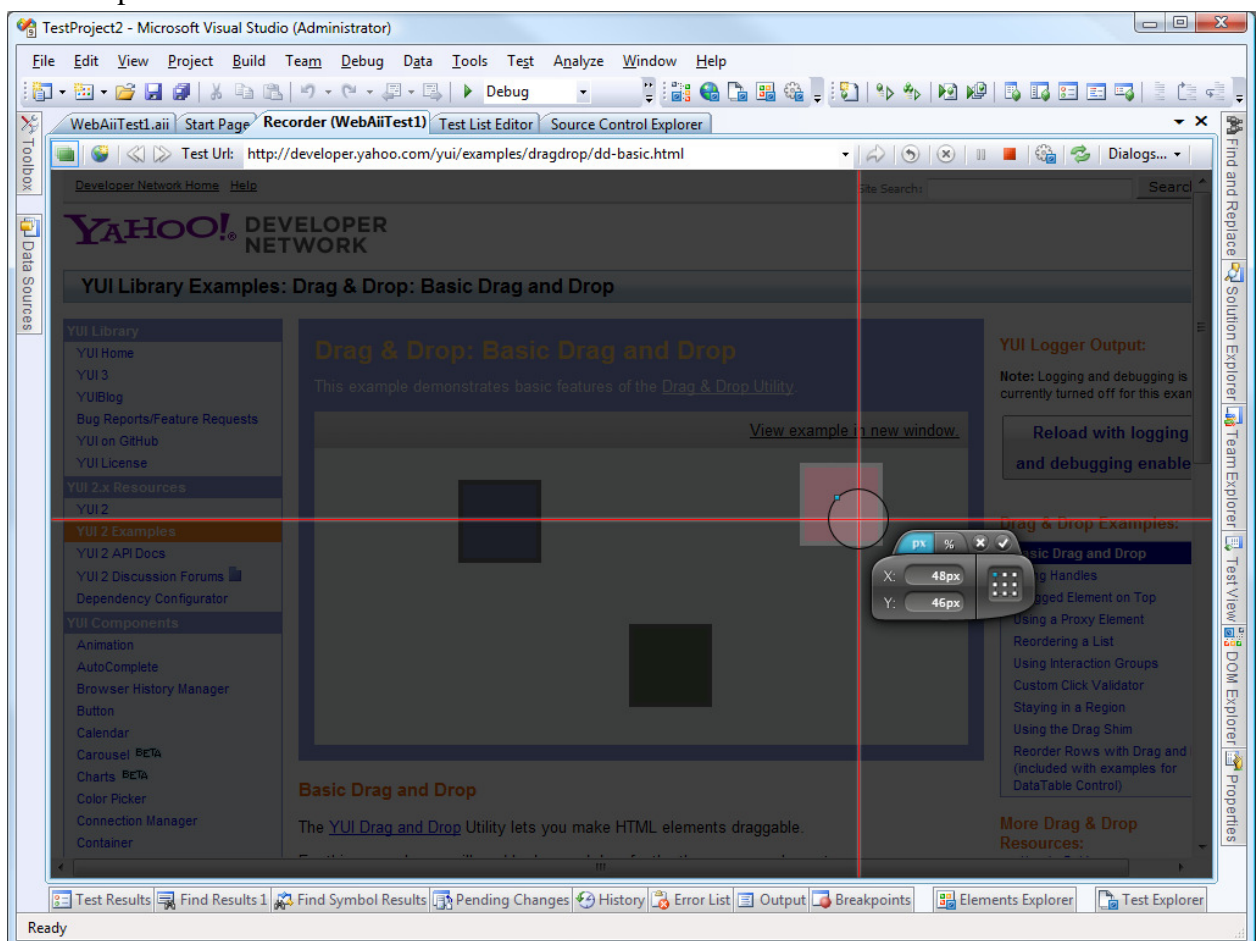 TestProject2 - Microsoft Visual Studio (Administrator)
File Edit View Project Build Team Debug Data Tools Test Analyze Window Help
Debug
WebAiiTest1.aii Start Page Recorder (WebAiiTest1) Test List Editor Source Control Explorer
Test Url: http://developer.yahoo.com/yui/examples/dragdrop/dd-basic.html Dialogs...
Toolbox
Data Sources
Developer Network Home Help Site Search: Search
YAHOO! DEVELOPER
NETWORK
YUI Library Examples: Drag & Drop: Basic Drag and Drop
YUI Library
YUI Home
YUI 3
YUIBlog
Bug Reports/Feature Requests
YUI on GitHub
YUI License
YUI 2.x Resources
YUI 2
YUI 2 Examples
YUI 2 API Docs
YUI 2 Discussion Forums
Dependency Configurator
YUI Components
Animation
AutoComplete
Browser History Manager
Button
Calendar
Carousel BETA
Charts BETA
Color Picker
Connection Manager
Container
Drag & Drop: Basic Drag and Drop
This example demonstrates basic features of the Drag & Drop Utility.
View example in new window.
px %
X: 48px
Y: 46px
Basic Drag and Drop
The YUI Drag and Drop Utility lets you make HTML elements draggable.
YUI Logger Output:
Note: Logging and debugging is
currently turned off for this exan
Reload with logging
and debugging enable
Drag & Drop Examples:
asic Drag and Drop
g Handles
gged Element on Top
Using a Proxy Element
Reordering a List
Using Interaction Groups
Custom Click Validator
Staying in a Region
Using the Drag Shim
Reorder Rows with Drag and
(included with examples for
DataTable Control)
More Drag & Drop
Resources:
Find and Replace
Solution Explorer
Team Explorer
Test View
DOM Explorer
Properties
Test Results Find Results 1 Find Symbol Results Pending Changes History Error List Output Breakpoints Elements Explorer Test Explorer
Ready